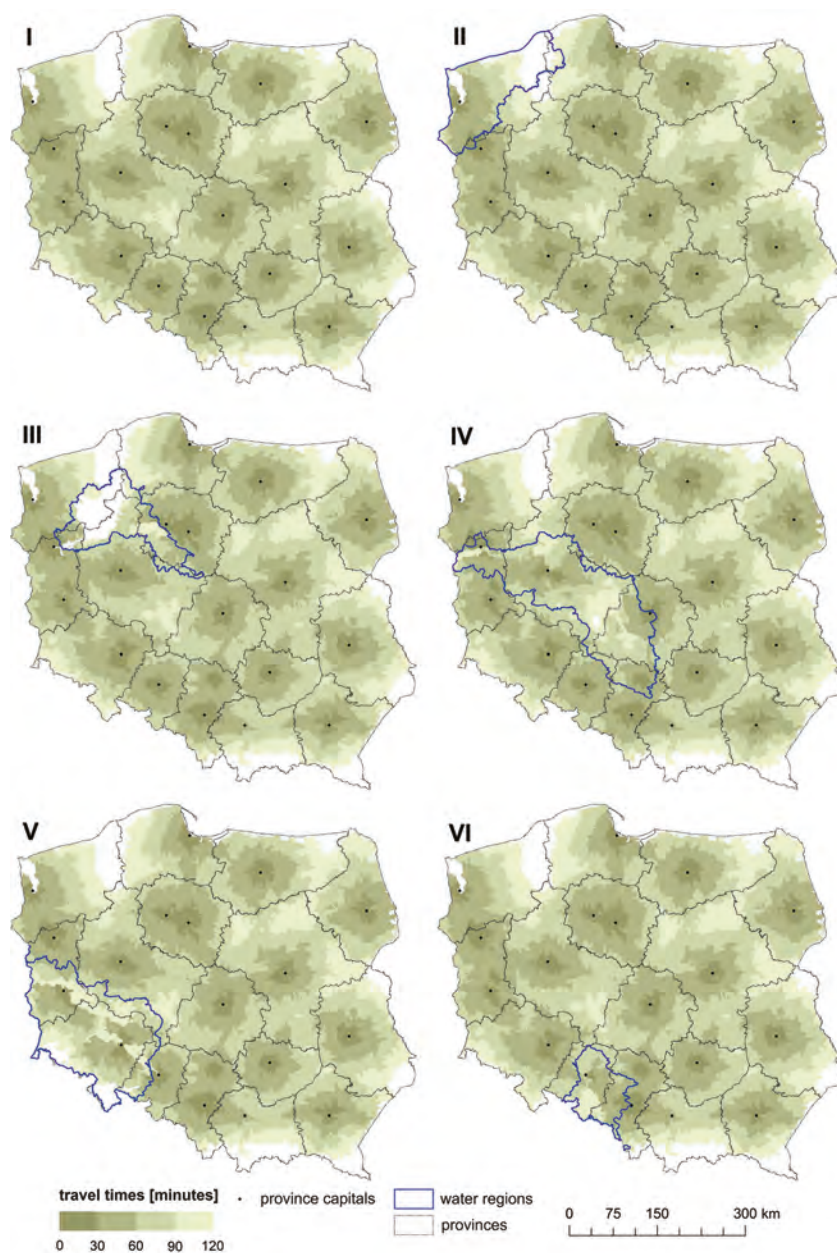 I
II
III
IV
V
VI
travel times [minutes]
0 30 60 90 120
province capitals
water regions
provinces
0 75 150 300 km